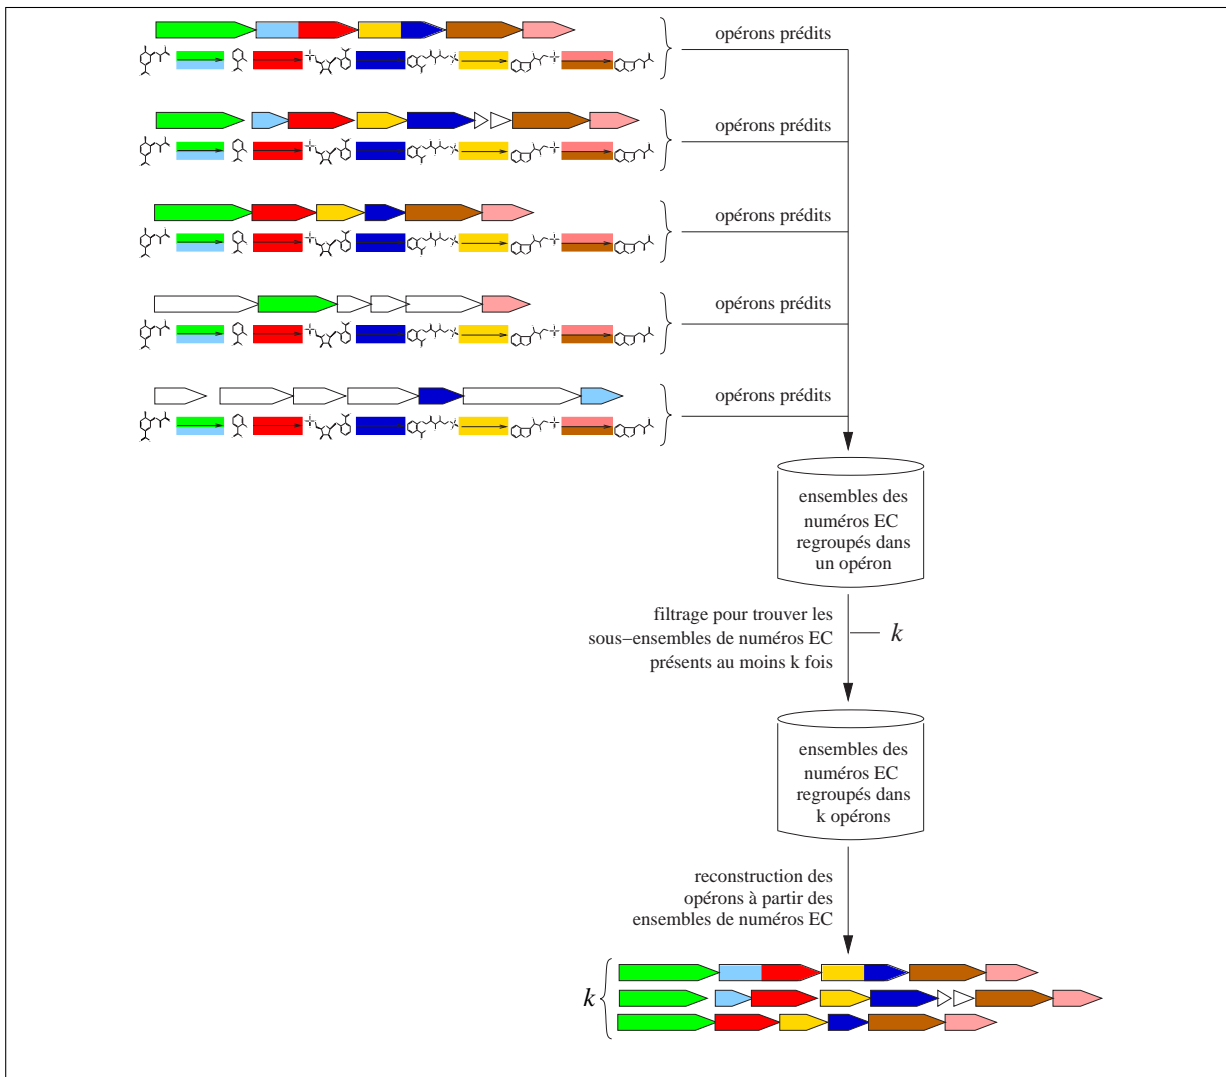 opérons prédits
opérons prédits
opérons prédits
opérons prédits
opérons prédits
ensembles des
numéros EC
regroupés dans
un opéron
filtrage pour trouver les
sous−ensembles de numéros EC
présents au moins k fois
k
ensembles des
numéros EC
regroupés dans
k opérons
reconstruction des
opérons à partir des
ensembles de numéros EC
k